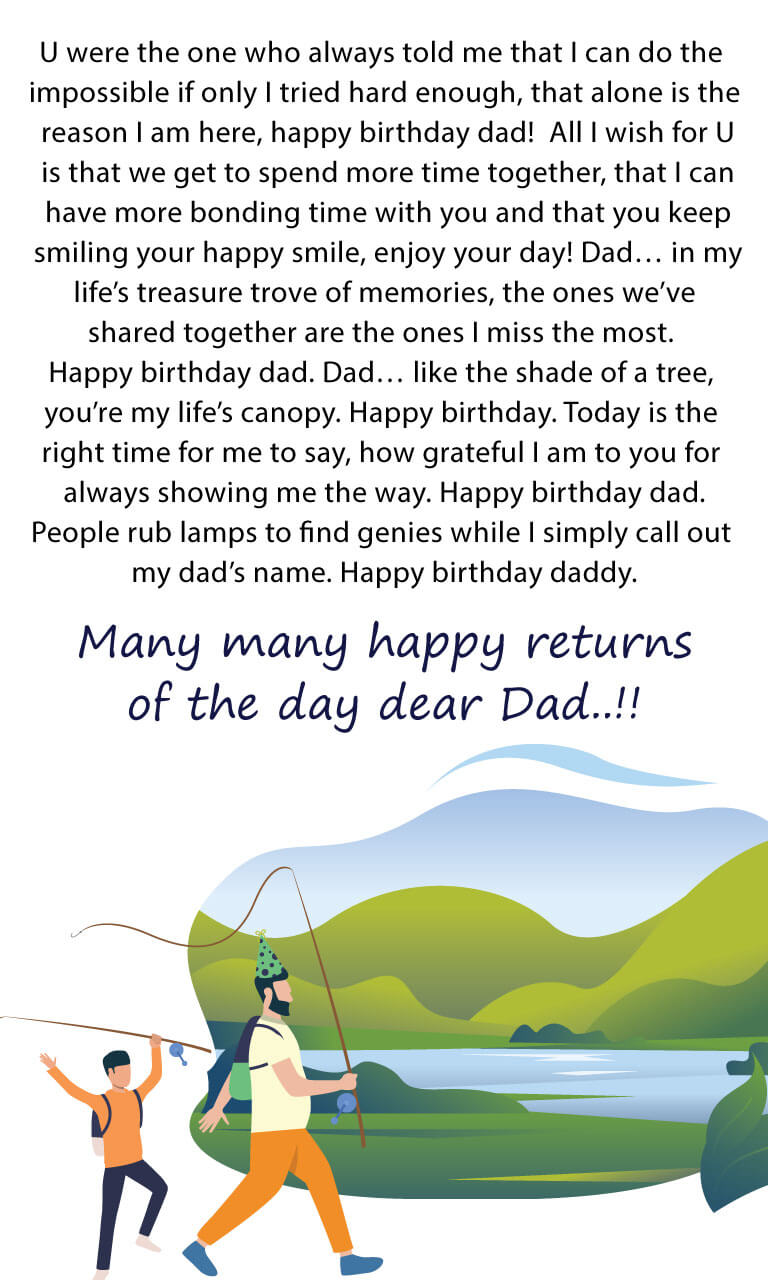 U were the one who always told me that I can do the
impossible if only I tried hard enough, that alone is the
reason I am here, happy birthday dad!  All I wish for U
is that we get to spend more time together, that I can
have more bonding time with you and that you keep
smiling your happy smile, enjoy your day! Dad… in my
life’s treasure trove of memories, the ones we’ve
shared together are the ones I miss the most.
Happy birthday dad. Dad… like the shade of a tree,
you’re my life’s canopy. Happy birthday. Today is the
right time for me to say, how grateful I am to you for
always showing me the way. Happy birthday dad.
People rub lamps to find genies while I simply call out
my dad’s name. Happy birthday daddy.
Many many happy returns
of the day dear Dad..!!